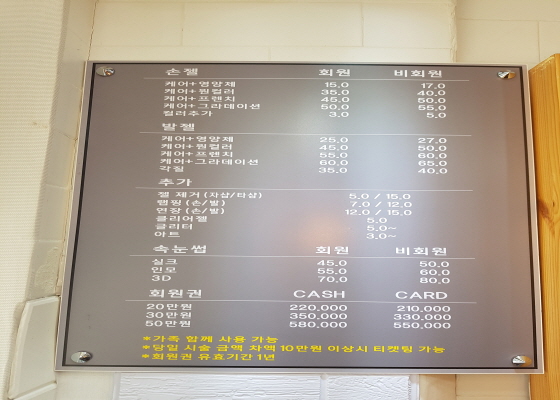 손젤 회원 비회원
케어+영양제 15.0 17.0
케어+원컬러 35.0 40.0
케어+프렌치 45.0 50.0
케어+그라데이션 50.0 55.0
컬러추가 3.0 5.0
발젤
케어+영양제 25.0 27.0
케어+원컬러 45.0 50.0
케어+프렌치 55.0 60.0
케어+그라데이션 60.0 65.0
각질 35.0 40.0
추가
젤 제거 (자샵/타샵) 5.0 / 15.0
랩핑 (손/발) 7.0 / 12.0
연장 (손/발) 12.0 / 15.0
클리어젤 5.0
글리터 5.0~
아트 3.0~
속눈썹 회원 비회원
실크 45.0 50.0
인모 55.0 60.0
3D 70.0 80.0
회원권 CASH CARD
20만원 220,000 210,000
30만원 350,000 330,000
50만원 580,000 550,000
*가족 함께 사용 가능
*당일 시술 금액 차액 10만원 이상시 티켓팅 가능
*회원권 유효기간 1년